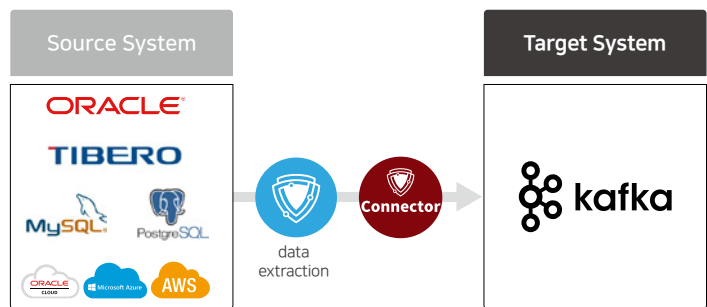 Source System
Target System
ORACLE®
TIBERO
MySQL®
PostgreSQL
ORACLE
CLOUD
Microsoft Azure
AWS
data
extraction
Connector
kafka